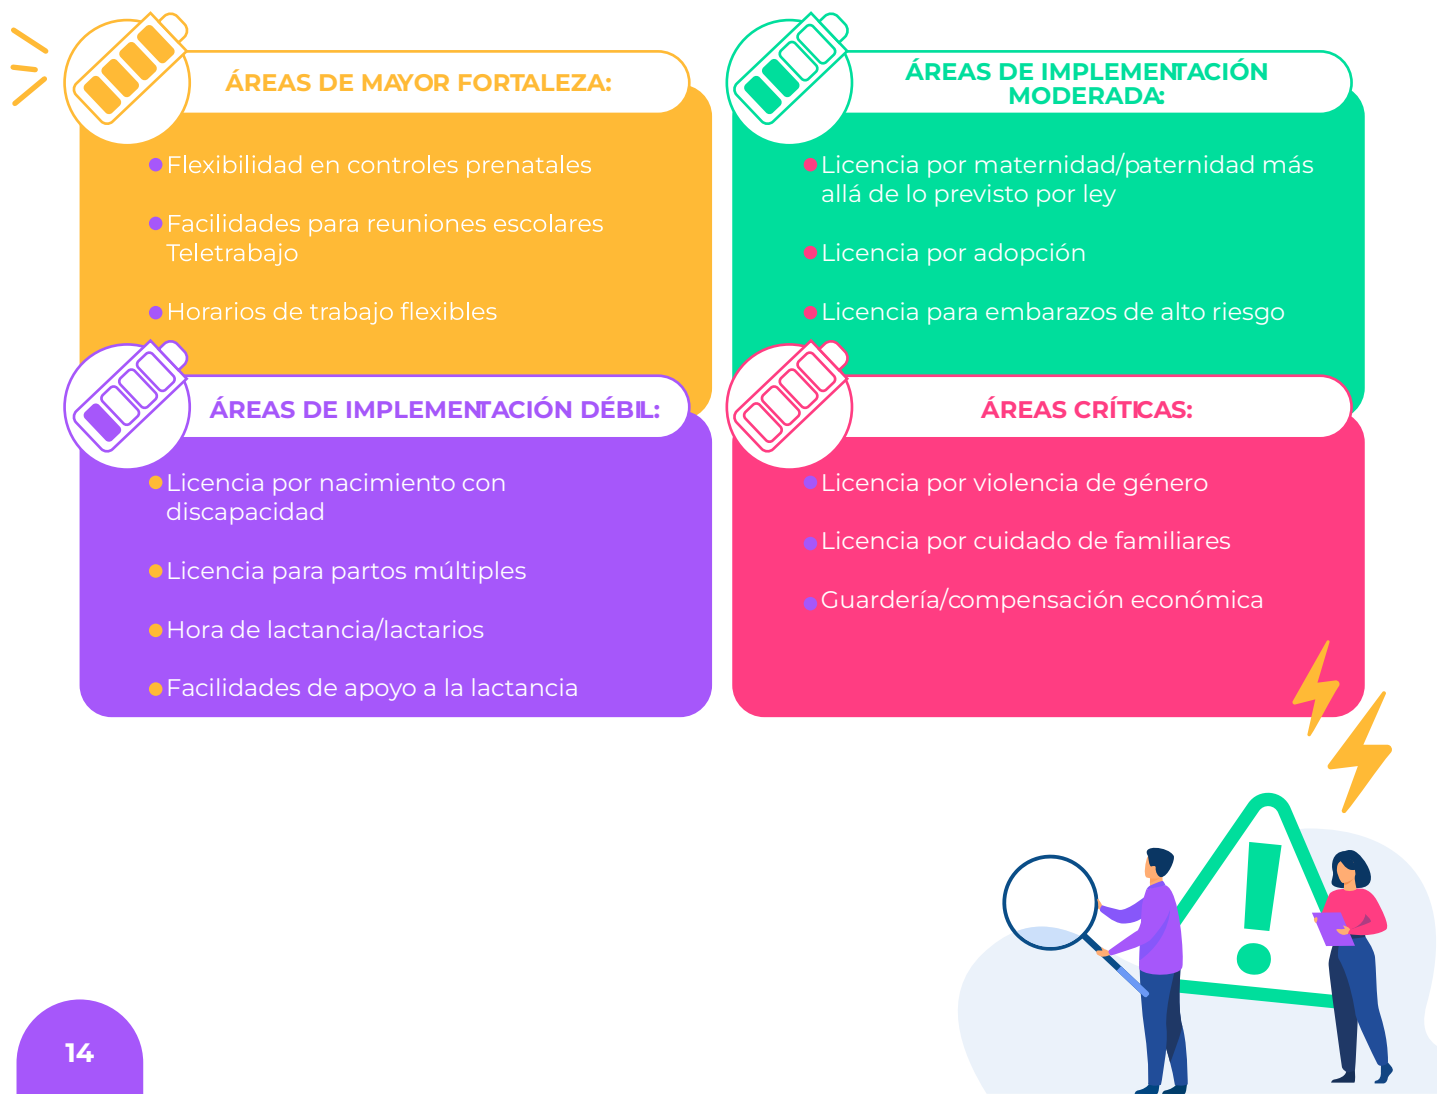 ÁREAS DE MAYOR FORTALEZA:
Flexibilidad en controles prenatales
Facilidades para reuniones escolares
Teletrabajo
Horarios de trabajo flexibles
ÁREAS DE IMPLEMENTACIÓN
MODERADA:
Licencia por maternidad/paternidad más
allá de lo previsto por ley
Licencia por adopción
Licencia para embarazos de alto riesgo
ÁREAS DE IMPLEMENTACIÓN DÉBIL:
Licencia por nacimiento con
discapacidad
Licencia para partos múltiples
Hora de lactancia/lactarios
Facilidades de apoyo a la lactancia
ÁREAS CRÍTICAS:
Licencia por violencia de género
Licencia por cuidado de familiares
Guardería/compensación económica
14